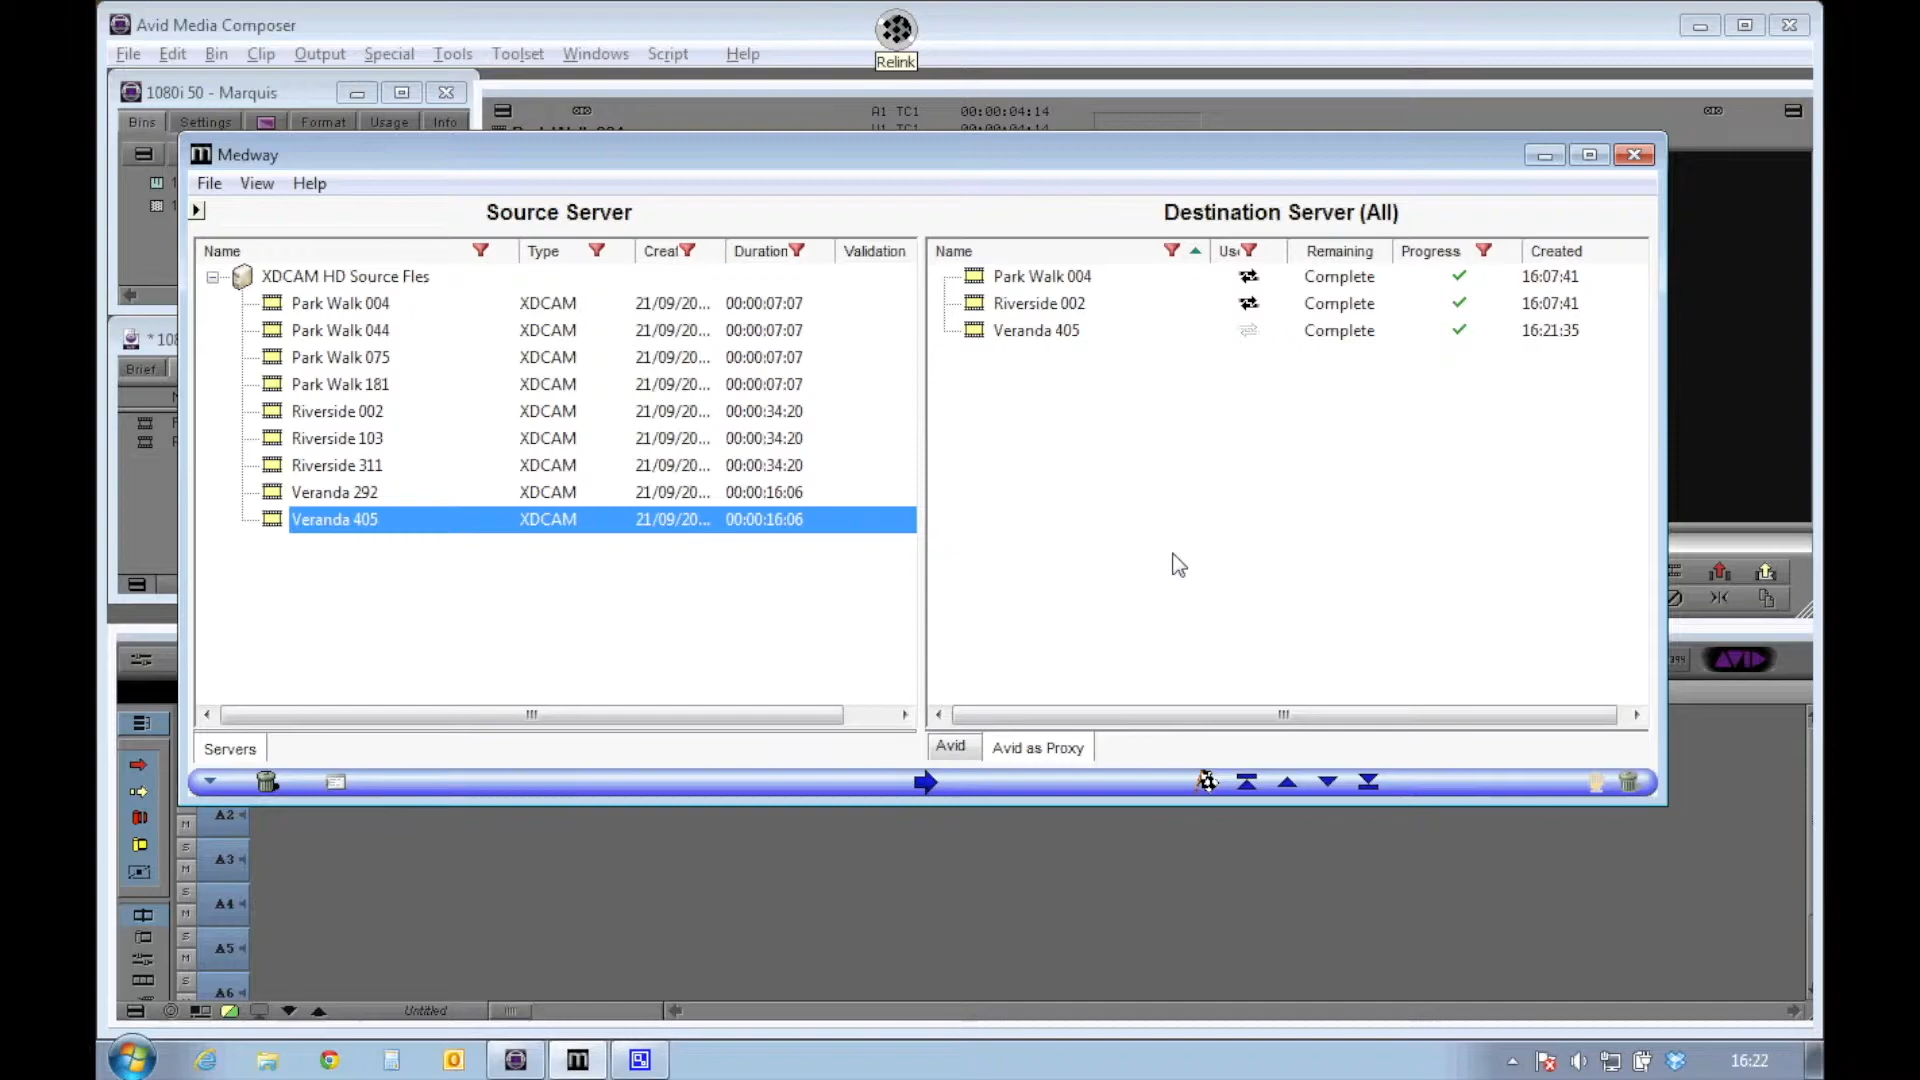 Avid Media Composer
File Edit Bin Clip Output Special Tools Toolset Windows Script Help
Relink
1080i 50 - Marquis
Bins Settings Format Usage Info
A1 TC1 00:00:04:14
Medway
File View Help
Source Server
Destination Server (All)
Name Type Creat Duration Validation
Name Remaining Progress Created
XDCAM HD Source Fles
Park Walk 004 XDCAM 21/09/20... 00:00:07:07
Park Walk 044 XDCAM 21/09/20... 00:00:07:07
Park Walk 075 XDCAM 21/09/20... 00:00:07:07
Park Walk 181 XDCAM 21/09/20... 00:00:07:07
Riverside 002 XDCAM 21/09/20... 00:00:34:20
Riverside 103 XDCAM 21/09/20... 00:00:34:20
Riverside 311 XDCAM 21/09/20... 00:00:34:20
Veranda 292 XDCAM 21/09/20... 00:00:16:06
Veranda 405 XDCAM 21/09/20... 00:00:16:06
Park Walk 004 Complete 16:07:41
Riverside 002 Complete 16:07:41
Veranda 405 Complete 16:21:35
Brief
Servers
Avid Avid as Proxy
AVID
A2
A3
A4
A5
A6
Untitled
16:22